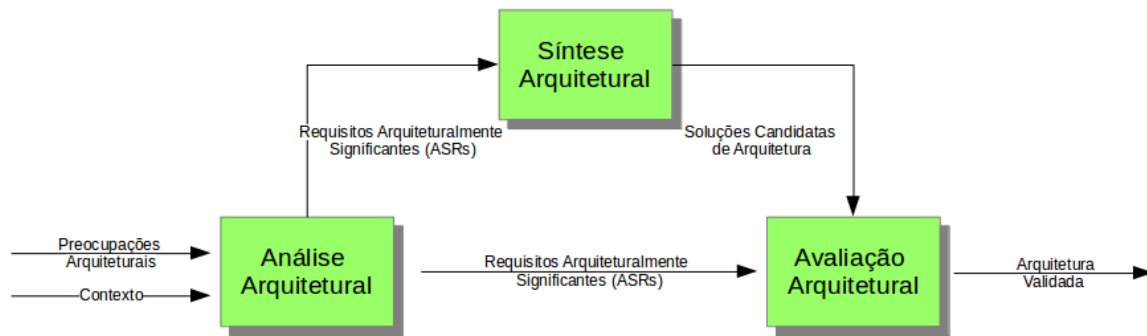 Síntese
Arquitetural
Requisitos Arquiteturalmente
Significantes (ASRs)
Soluções Candidatas
de Arquitetura
Preocupações
Arquiteturais
Contexto
Análise
Arquitetural
Requisitos Arquiteturalmente
Significantes (ASRs)
Avaliação
Arquitetural
Arquitetura
Validada